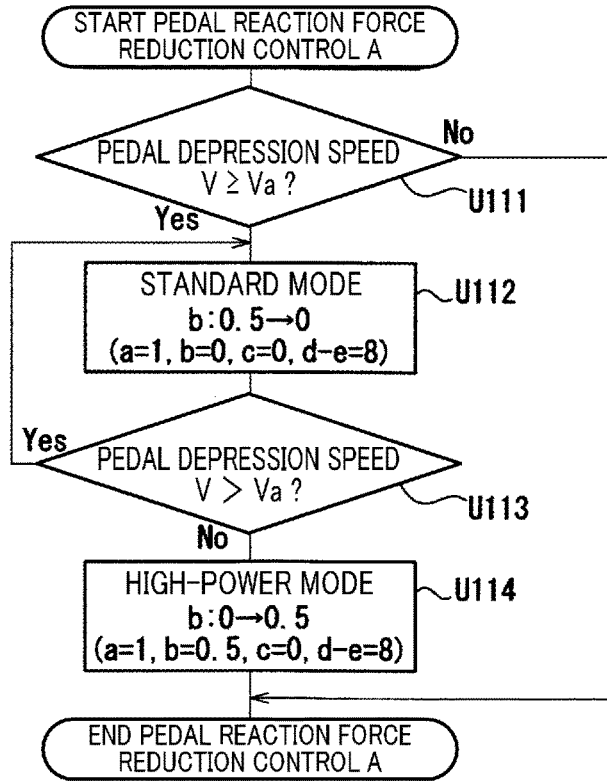 START PEDAL REACTION FORCE
REDUCTION CONTROL A
No
PEDAL DEPRESSION SPEED
V ≥ Va ?
U111
Yes
STANDARD MODE
b:0.5→0
(a=1, b=0, c=0, d-e=8)
U112
Yes
PEDAL DEPRESSION SPEED
V > Va ?
U113
No
HIGH-POWER MODE
b:0→0.5
(a=1, b=0.5, c=0, d-e=8)
U114
END PEDAL REACTION FORCE
REDUCTION CONTROL A